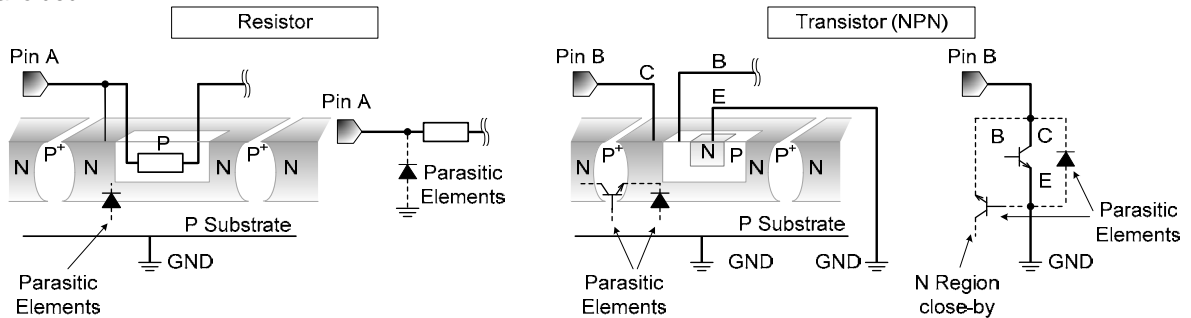 Resistor
Pin A
P
N
P+
N
N
P+
N
P Substrate
GND
Parasitic
Elements
Pin A
Parasitic
Elements
Transistor (NPN)
Pin B
C
B
E
N
P+
N
N
P
N
P+
N
P Substrate
GND
GND
Parasitic
Elements
Pin B
B
C
E
Parasitic
Elements
GND
N Region
close-by